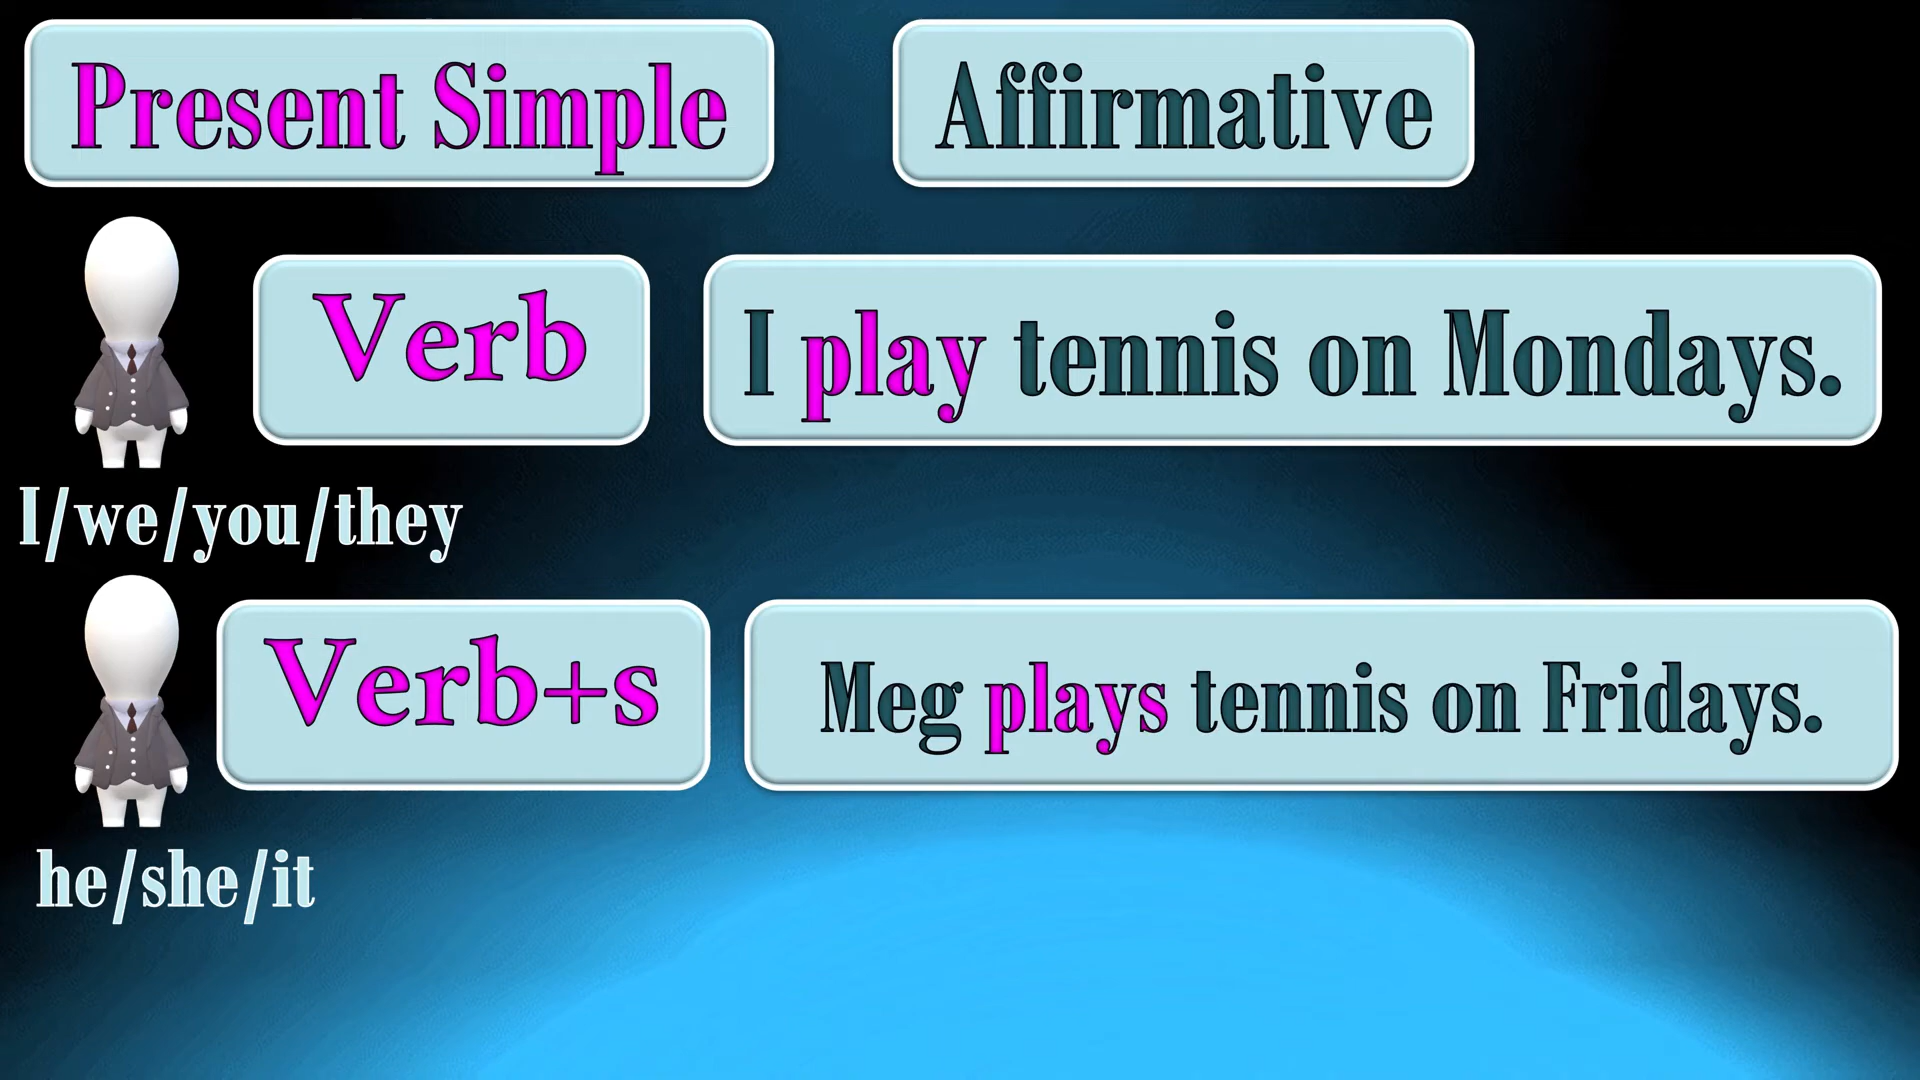 Present Simple
Affirmative
Verb
I play tennis on Mondays.
I/we/you/they
Verb+s
Meg plays tennis on Fridays.
he/she/it